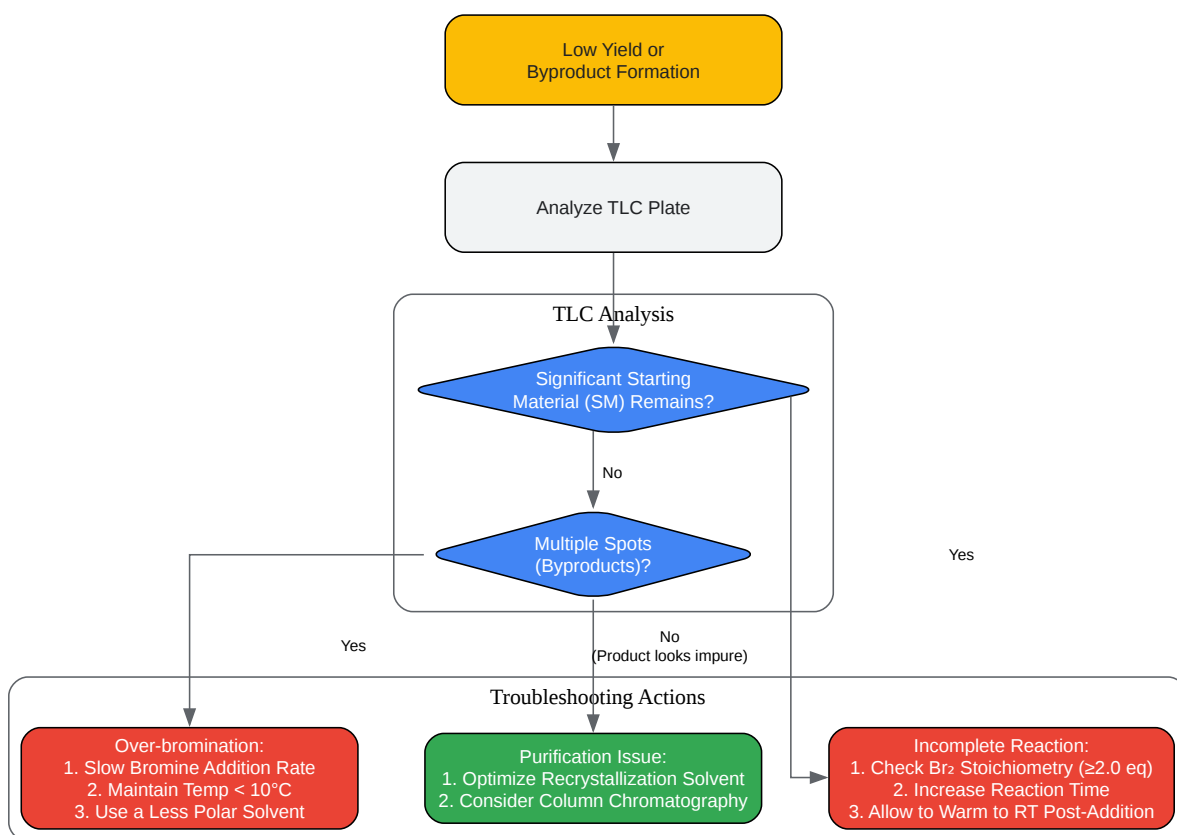 Low Yield or
Byproduct Formation
Analyze TLC Plate
TLC Analysis
Significant Starting
Material (SM) Remains?
No
Multiple Spots
(Byproducts)?
Yes
Yes
No
(Product looks impure)
Troubleshooting Actions
Over-bromination:
1. Slow Bromine Addition Rate
2. Maintain Temp < 10°C
3. Use a Less Polar Solvent
Purification Issue:
1. Optimize Recrystallization Solvent
2. Consider Column Chromatography
Incomplete Reaction:
1. Check Br₂ Stoichiometry (≥2.0 eq)
2. Increase Reaction Time
3. Allow to Warm to RT Post-Addition